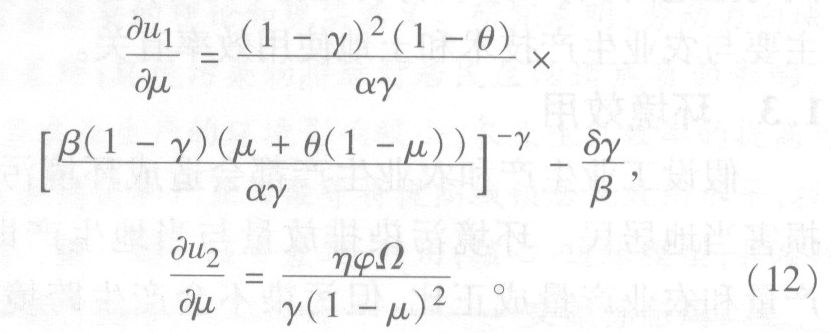 ∂u₁/∂μ = (1 − γ)²(1 − θ)/αγ ×
[β(1 − γ)(μ + θ(1 − μ))/αγ]^−γ − δγ/β,
∂u₂/∂μ = ηφΩ/γ(1 − μ)² 。 (12)